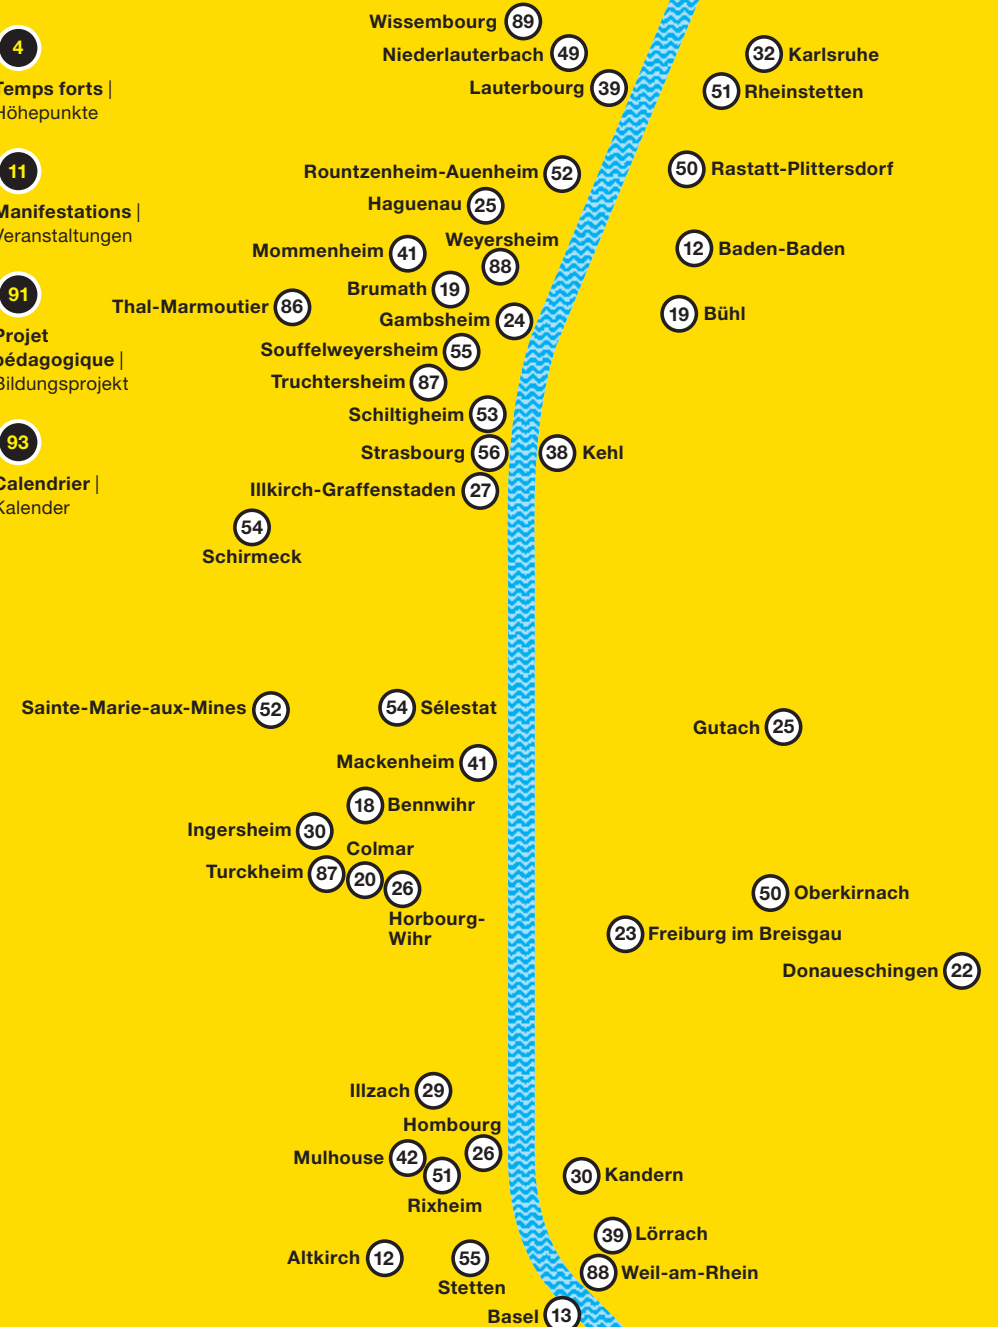 4
Temps forts |
Höhepunkte
11
Manifestations |
Veranstaltungen
91
Projet
pédagogique |
Bildungsprojekt
93
Calendrier |
Kalender
Wissembourg 89
Niederlauterbach 49
32 Karlsruhe
Lauterbourg 39
51 Rheinstetten
Rountzenheim-Auenheim 52
50 Rastatt-Plittersdorf
Haguenau 25
Weyersheim
88
Mommenheim 41
12 Baden-Baden
Brumath 19
Thal-Marmoutier 86
Gambsheim 24
19 Bühl
Souffelweyersheim 55
Truchtersheim 87
Schiltigheim 53
Strasbourg 56
38 Kehl
Illkirch-Graffenstaden 27
54
Schirmeck
Sainte-Marie-aux-Mines 52
54 Sélestat
Gutach 25
Mackenheim 41
18 Bennwihr
Ingersheim 30
Colmar
20
Turckheim 87
26
Horbourg-
Wihr
50 Oberkirnach
23 Freiburg im Breisgau
Donaueschingen 22
Illzach 29
Hombourg
26
Mulhouse 42
51
Rixheim
30 Kandern
39 Lörrach
Altkirch 12
55
Stetten
88 Weil-am-Rhein
Basel 13